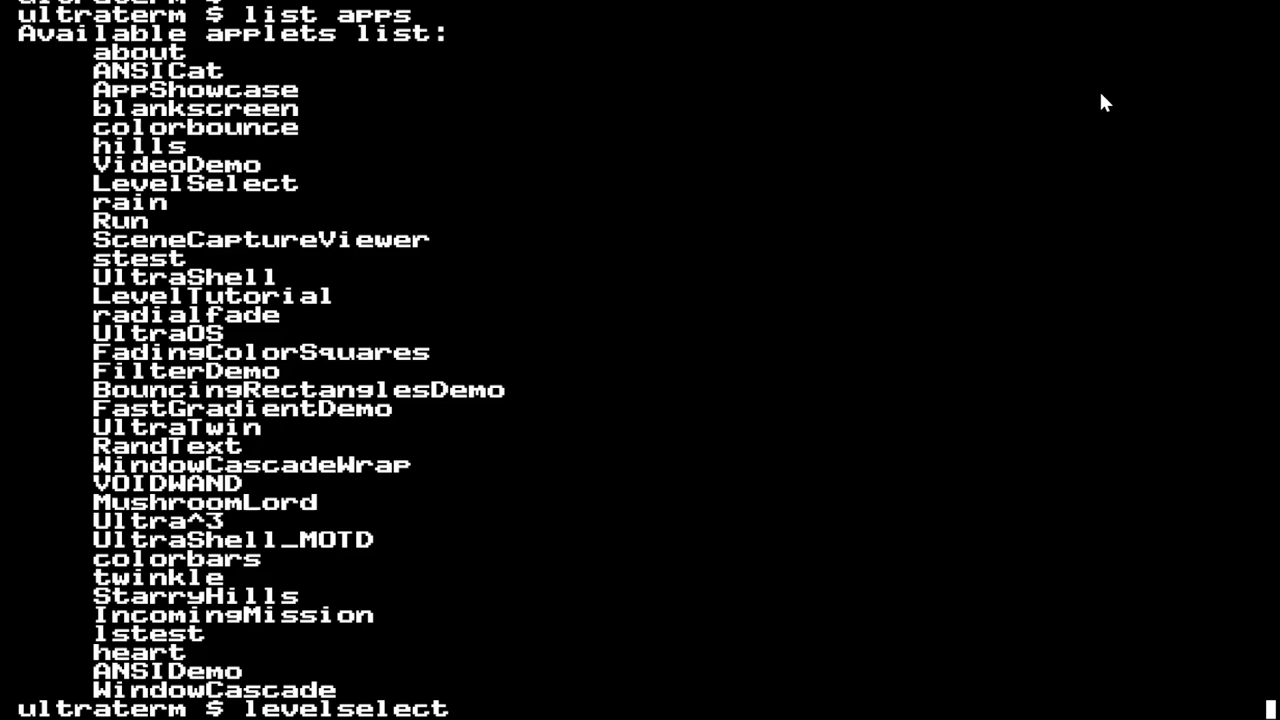 ultraterm $ list apps
Available applets list:
about
ANSICat
AppShowcase
blankscreen
colorbounce
hills
VideoDemo
LevelSelect
rain
Run
SceneCaptureViewer
stest
UltraShell
LevelTutorial
radialfade
UltraOS
FadingColorSquares
FilterDemo
BouncingRectanglesDemo
FastGradientDemo
UltraTwin
RandText
WindowCascadeWrap
VOIDWAND
MushroomLord
Ultra^3
UltraShell_MOTD
colorbars
twinkle
StarryHills
IncomingMission
lstest
heart
ANSIDemo
WindowCascade
ultraterm $ levelselect